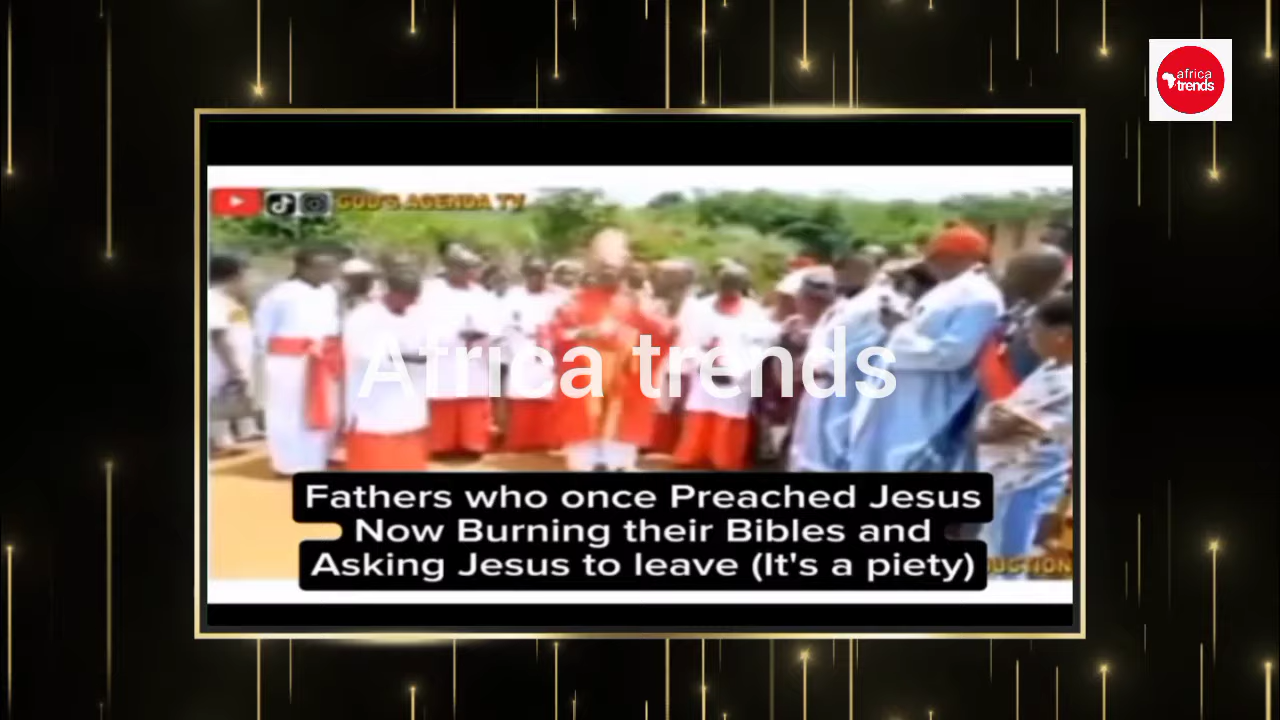 africa
trends
GOD'S AGENDA TV
Africa trends
Fathers who once Preached Jesus
Now Burning their Bibles and
Asking Jesus to leave (It's a piety)